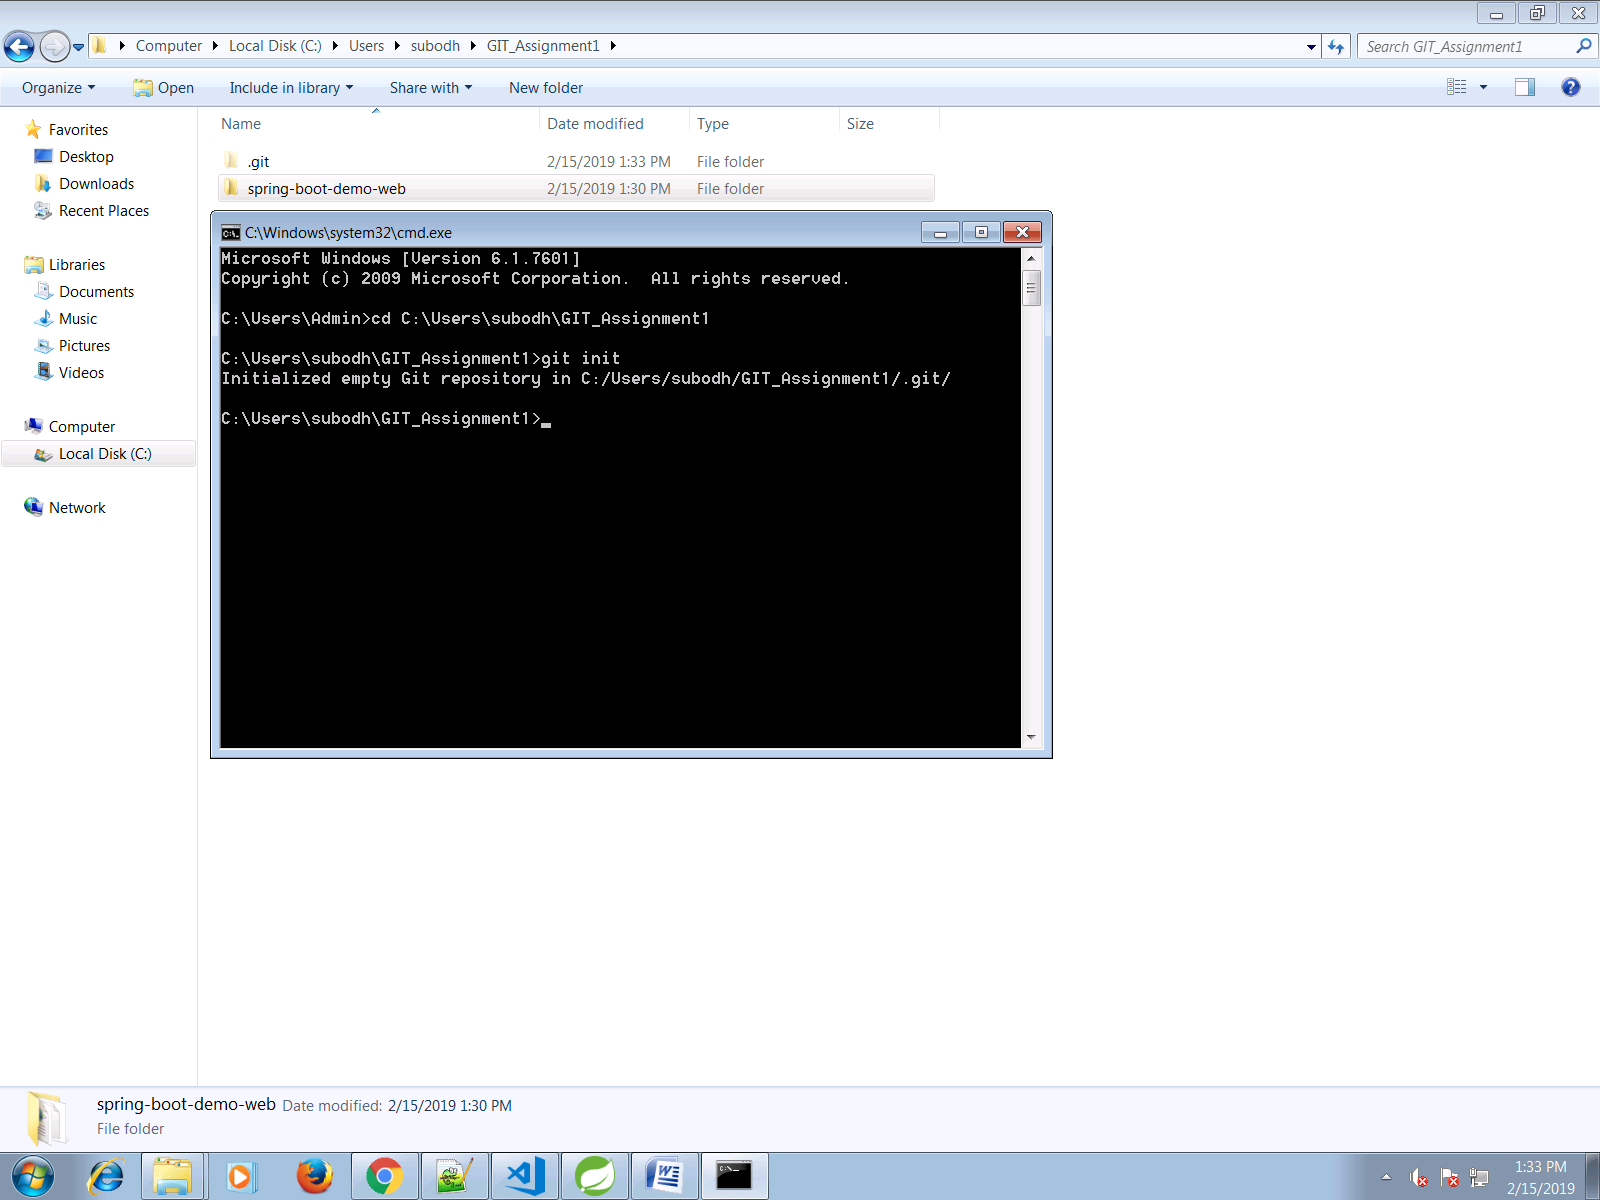 Computer Local Disk (C:) Users subodh GIT_Assignment1
Search GIT_Assignment1
Organize Open Include in library Share with New folder
Name Date modified Type Size
.git 2/15/2019 1:33 PM File folder
spring-boot-demo-web 2/15/2019 1:30 PM File folder
Favorites
Desktop
Downloads
Recent Places
Libraries
Documents
Music
Pictures
Videos
Computer
Local Disk (C:)
Network
C:\Windows\system32\cmd.exe
Microsoft Windows [Version 6.1.7601]
Copyright (c) 2009 Microsoft Corporation.  All rights reserved.
C:\Users\Admin>cd C:\Users\subodh\GIT_Assignment1
C:\Users\subodh\GIT_Assignment1>git init
Initialized empty Git repository in C:/Users/subodh/GIT_Assignment1/.git/
C:\Users\subodh\GIT_Assignment1>
spring-boot-demo-web Date modified: 2/15/2019 1:30 PM
File folder
1:33 PM
2/15/2019